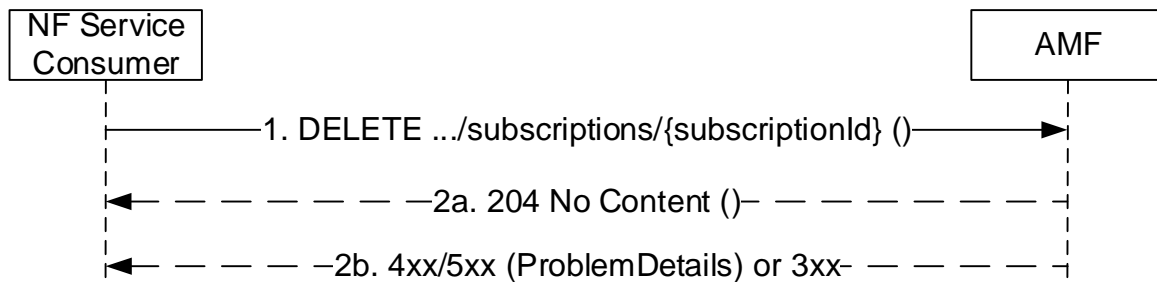 NF Service
Consumer
AMF
1. DELETE .../subscriptions/{subscriptionId} ()
2a. 204 No Content ()
2b. 4xx/5xx (ProblemDetails) or 3xx